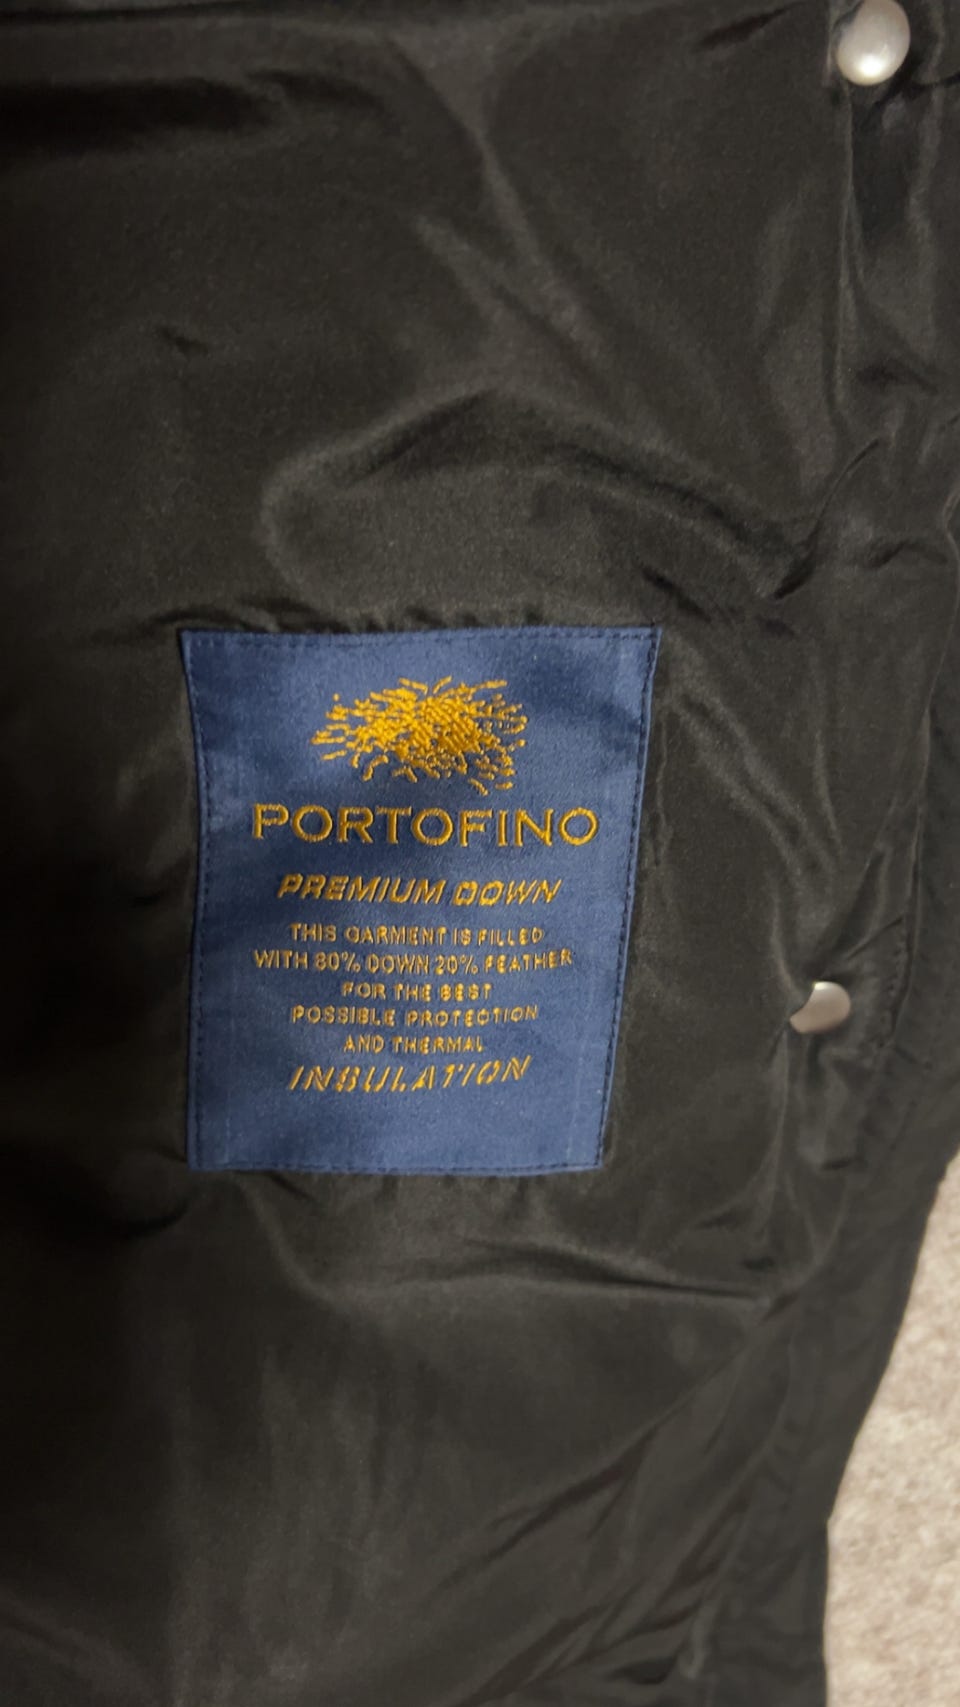 PORTOFINO
PREMIUM DOWN
THIS GARMENT IS FILLED
WITH 80% DOWN 20% FEATHER
FOR THE BEST
POSSIBLE PROTECTION
AND THERMAL
INSULATION